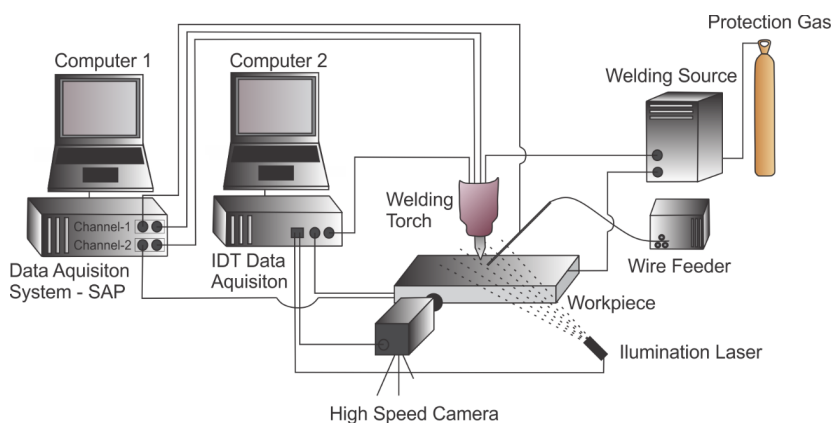 Protection Gas
Computer 1
Computer 2
Welding Source
Welding
Torch
Channel-1
Channel-2
Data Aquisiton
System - SAP
IDT Data
Aquisiton
Wire Feeder
Workpiece
Ilumination Laser
High Speed Camera